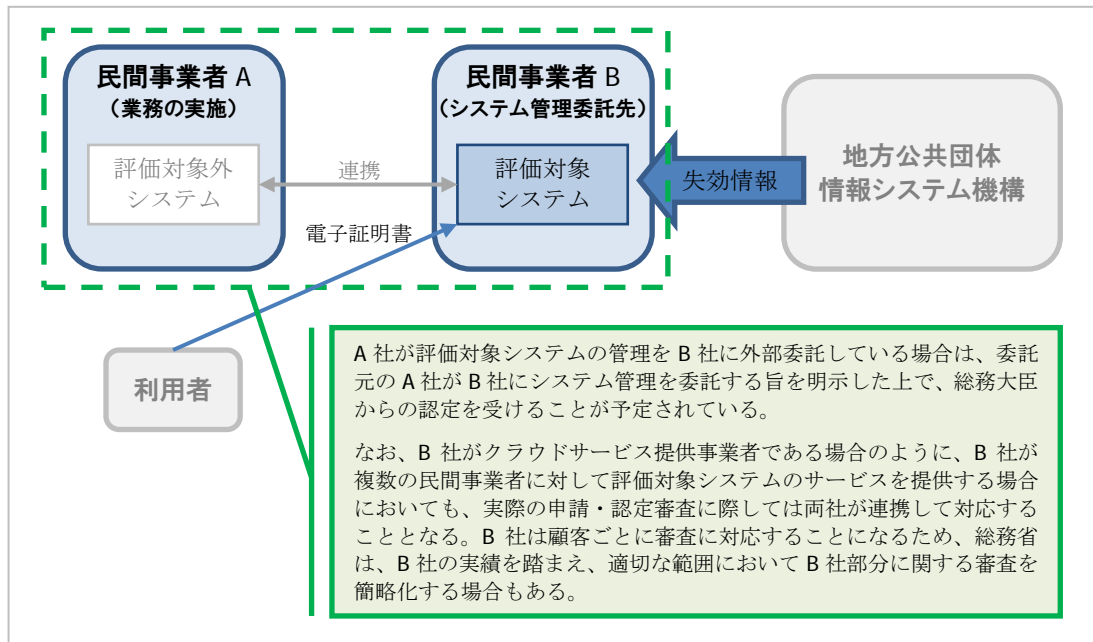 民間事業者 A
（業務の実施）
評価対象外
システム
連携
民間事業者 B
（システム管理委託先）
評価対象
システム
失効情報
地方公共団体
情報システム機構
電子証明書
利用者
A 社が評価対象システムの管理を B 社に外部委託している場合は、委託
元の A 社が B 社にシステム管理を委託する旨を明示した上で、総務大臣
からの認定を受けることが予定されている。
なお、B 社がクラウドサービス提供事業者である場合のように、B 社が
複数の民間事業者に対して評価対象システムのサービスを提供する場合
においても、実際の申請・認定審査に際しては両社が連携して対応する
こととなる。B 社は顧客ごとに審査に対応することになるため、総務省
は、B 社の実績を踏まえ、適切な範囲において B 社部分に関する審査を
簡略化する場合もある。